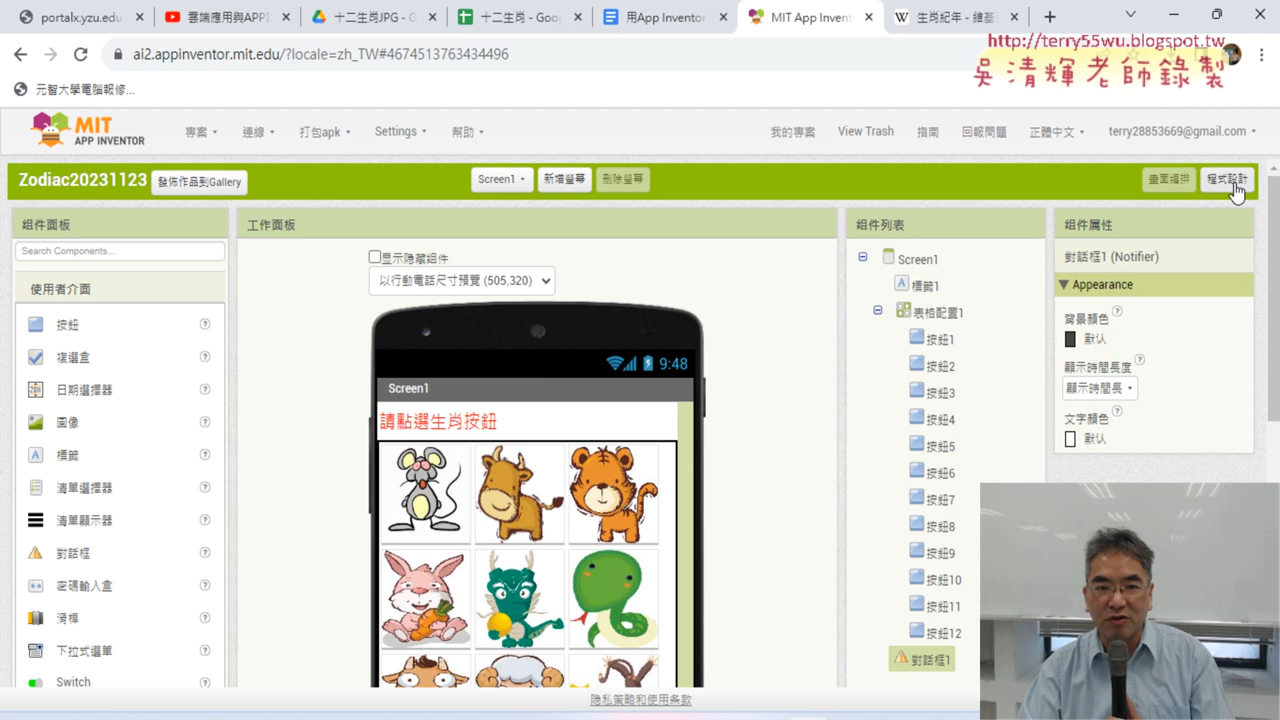 portalx.yzu.edu
雲端應用與APP
十二生肖JPG - G
十二生肖 - Goog
用App Inventor
MIT App Invent
生肖紀年 - 維基
http://terry55wu.blogspot.tw
ai2.appinventor.mit.edu/?locale=zh_TW#4674513763434496
吳清輝老師錄製
元智大學電腦報修...
MIT
APP INVENTOR
專案
連線
打包apk
Settings
幫助
我的專案
View Trash
指南
回報問題
正體中文
terry28853669@gmail.com
Zodiac20231123
發佈作品到Gallery
Screen1
新增螢幕
刪除螢幕
畫面編排
程式設計
组件面板
工作面板
组件列表
组件属性
Search Components...
使用者介面
按鈕
複選盒
日期選擇器
圖像
標籤
清單選擇器
清單顯示器
對話框
密碼輸入盒
滑桿
下拉式選單
Switch
显示隐藏组件
以行動電話尺寸預覽 (505,320)
9:48
Screen1
請點選生肖按鈕
Screen1
標籤1
表格配置1
按鈕1
按鈕2
按鈕3
按鈕4
按鈕5
按鈕6
按鈕7
按鈕8
按鈕9
按鈕10
按鈕11
按鈕12
對話框1
對話框1 (Notifier)
Appearance
背景顏色
默认
顯示時間長度
顯示時間長
文字顏色
默认
隐私策略和使用条款